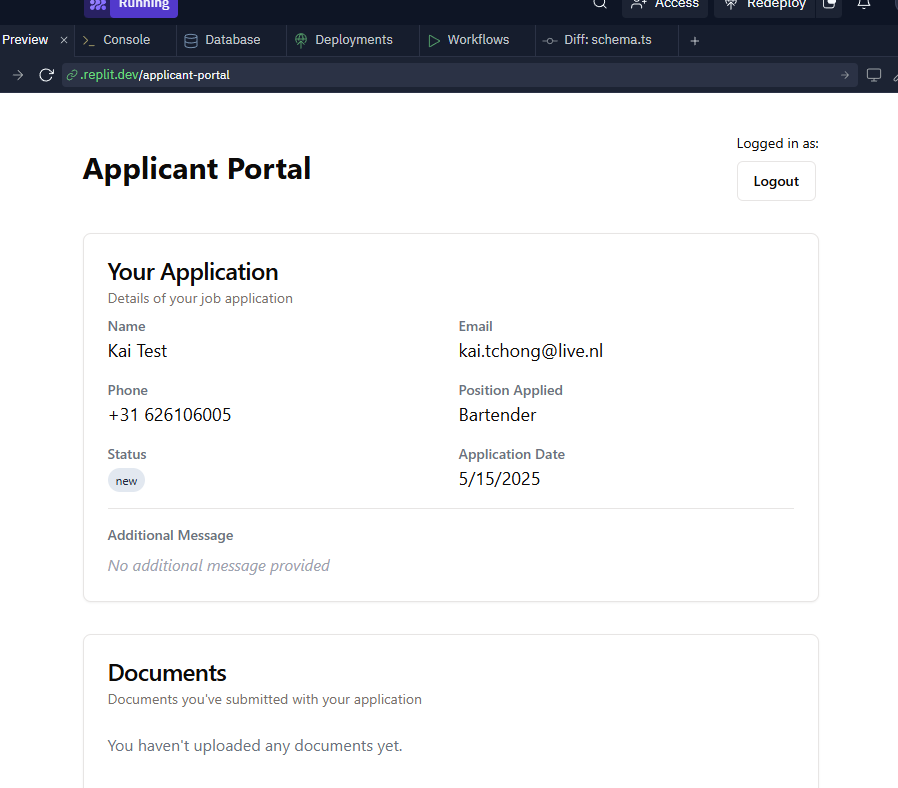 Running
Access
Redeploy
Preview
Console
Database
Deployments
Workflows
Diff: schema.ts
.replit.dev/applicant-portal
Logged in as:
Applicant Portal
Logout
Your Application
Details of your job application
Name
Email
Kai Test
kai.tchong@live.nl
Phone
Position Applied
+31 626106005
Bartender
Status
Application Date
new
5/15/2025
Additional Message
No additional message provided
Documents
Documents you've submitted with your application
You haven't uploaded any documents yet.